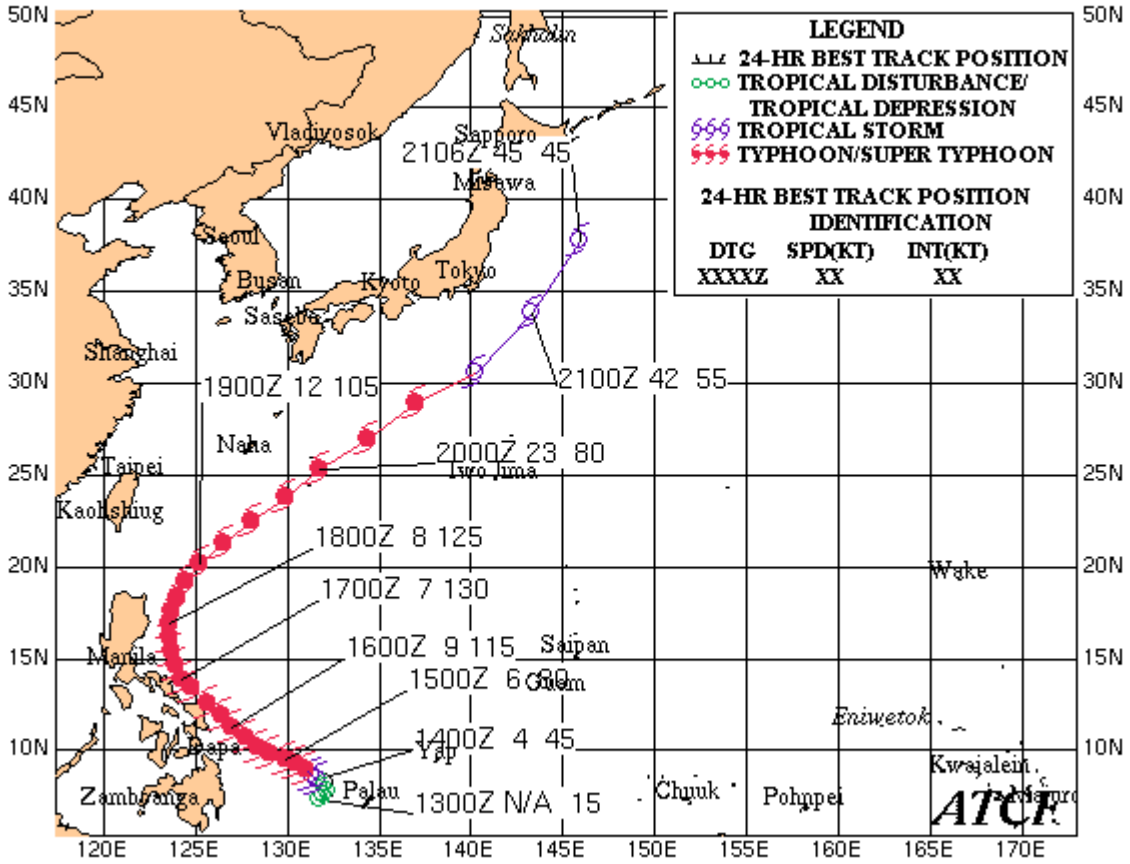 50N
50N
Sakhalin
LEGEND
24-HR BEST TRACK POSITION
TROPICAL DISTURBANCE/
TROPICAL DEPRESSION
TROPICAL STORM
TYPHOON/SUPER TYPHOON
24-HR BEST TRACK POSITION
IDENTIFICATION
DTG SPD(KT) INT(KT)
XXXXZ XX XX
45N
45N
Vladivosok
Sapporo
2106Z 45 45
Misawa
40N
40N
Seoul
Busan
Kyoto
Tokyo
35N
35N
Sasebo
Shanghai
30N
30N
1900Z 12 105
2100Z 42 55
Naha
2000Z 23 80
Iwo Jima
Taipei
25N
25N
Kaohshiug
1800Z 8 125
20N
20N
Wake
1700Z 7 130
1600Z 9 115
Saipan
Manila
15N
15N
1500Z 6 80
Guam
Eniwetok
10N
10N
1400Z 4 45
Yap
Kwajalein
Zamboanga
Palau
1300Z N/A 15
Chuuk
Pohnpei
ATCF
120E 125E 130E 135E 140E 145E 150E 155E 160E 165E 170E